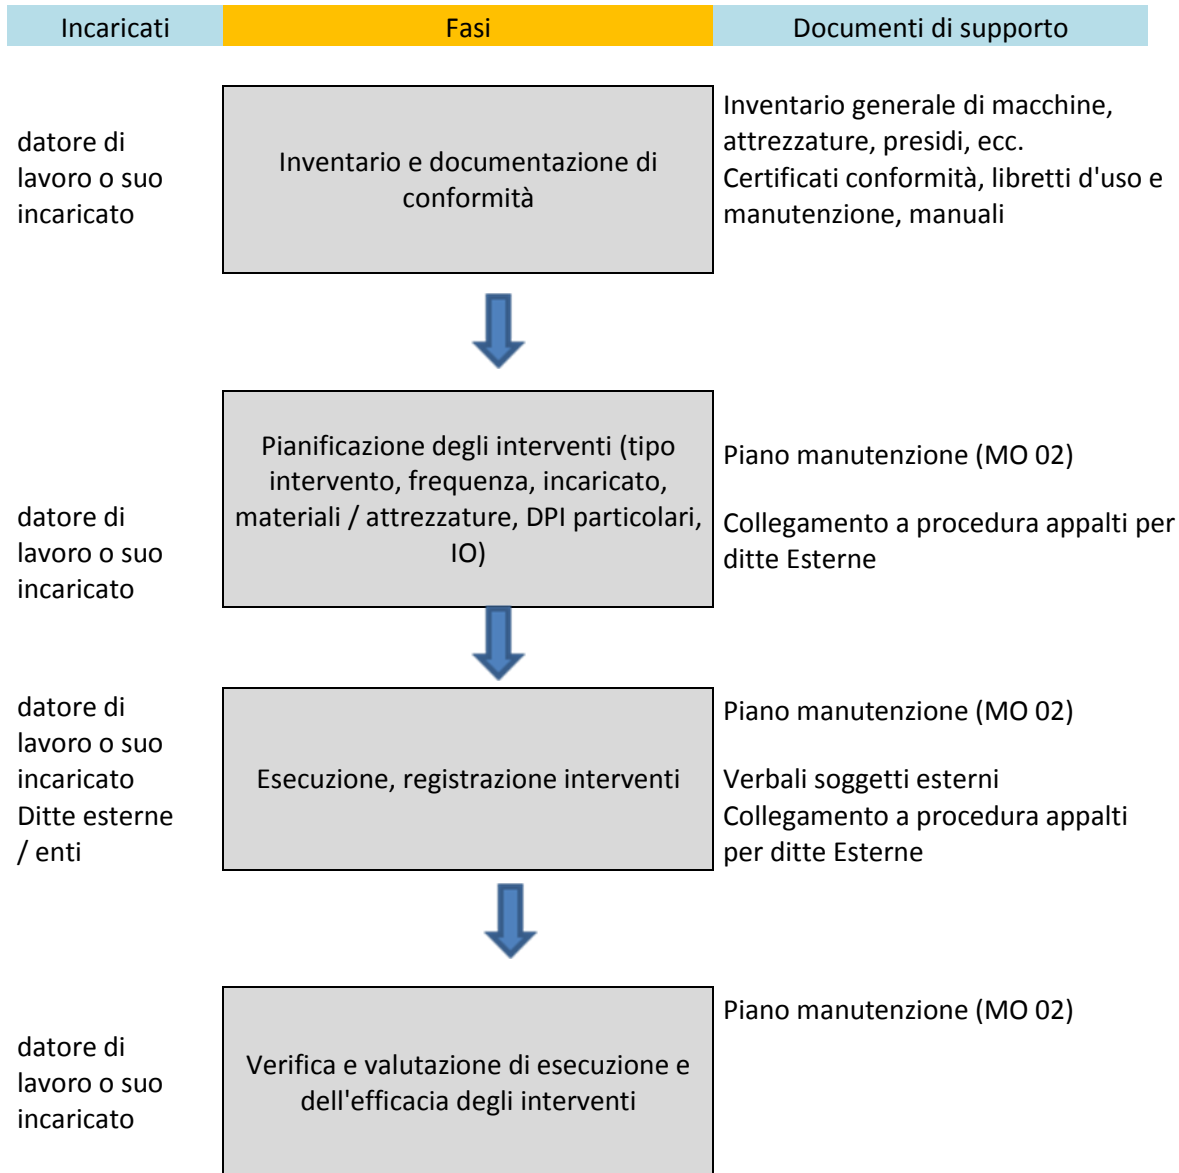 Incaricati
Fasi
Documenti di supporto
datore di
lavoro o suo
incaricato
Inventario e documentazione di
conformità
Inventario generale di macchine,
attrezzature, presidi, ecc.
Certificati conformità, libretti d'uso e
manutenzione, manuali
datore di
lavoro o suo
incaricato
Pianificazione degli interventi (tipo
intervento, frequenza, incaricato,
materiali / attrezzature, DPI particolari,
IO)
Piano manutenzione (MO 02)
Collegamento a procedura appalti per
ditte Esterne
datore di
lavoro o suo
incaricato
Ditte esterne
/ enti
Esecuzione, registrazione interventi
Piano manutenzione (MO 02)
Verbali soggetti esterni
Collegamento a procedura appalti
per ditte Esterne
datore di
lavoro o suo
incaricato
Verifica e valutazione di esecuzione e
dell'efficacia degli interventi
Piano manutenzione (MO 02)